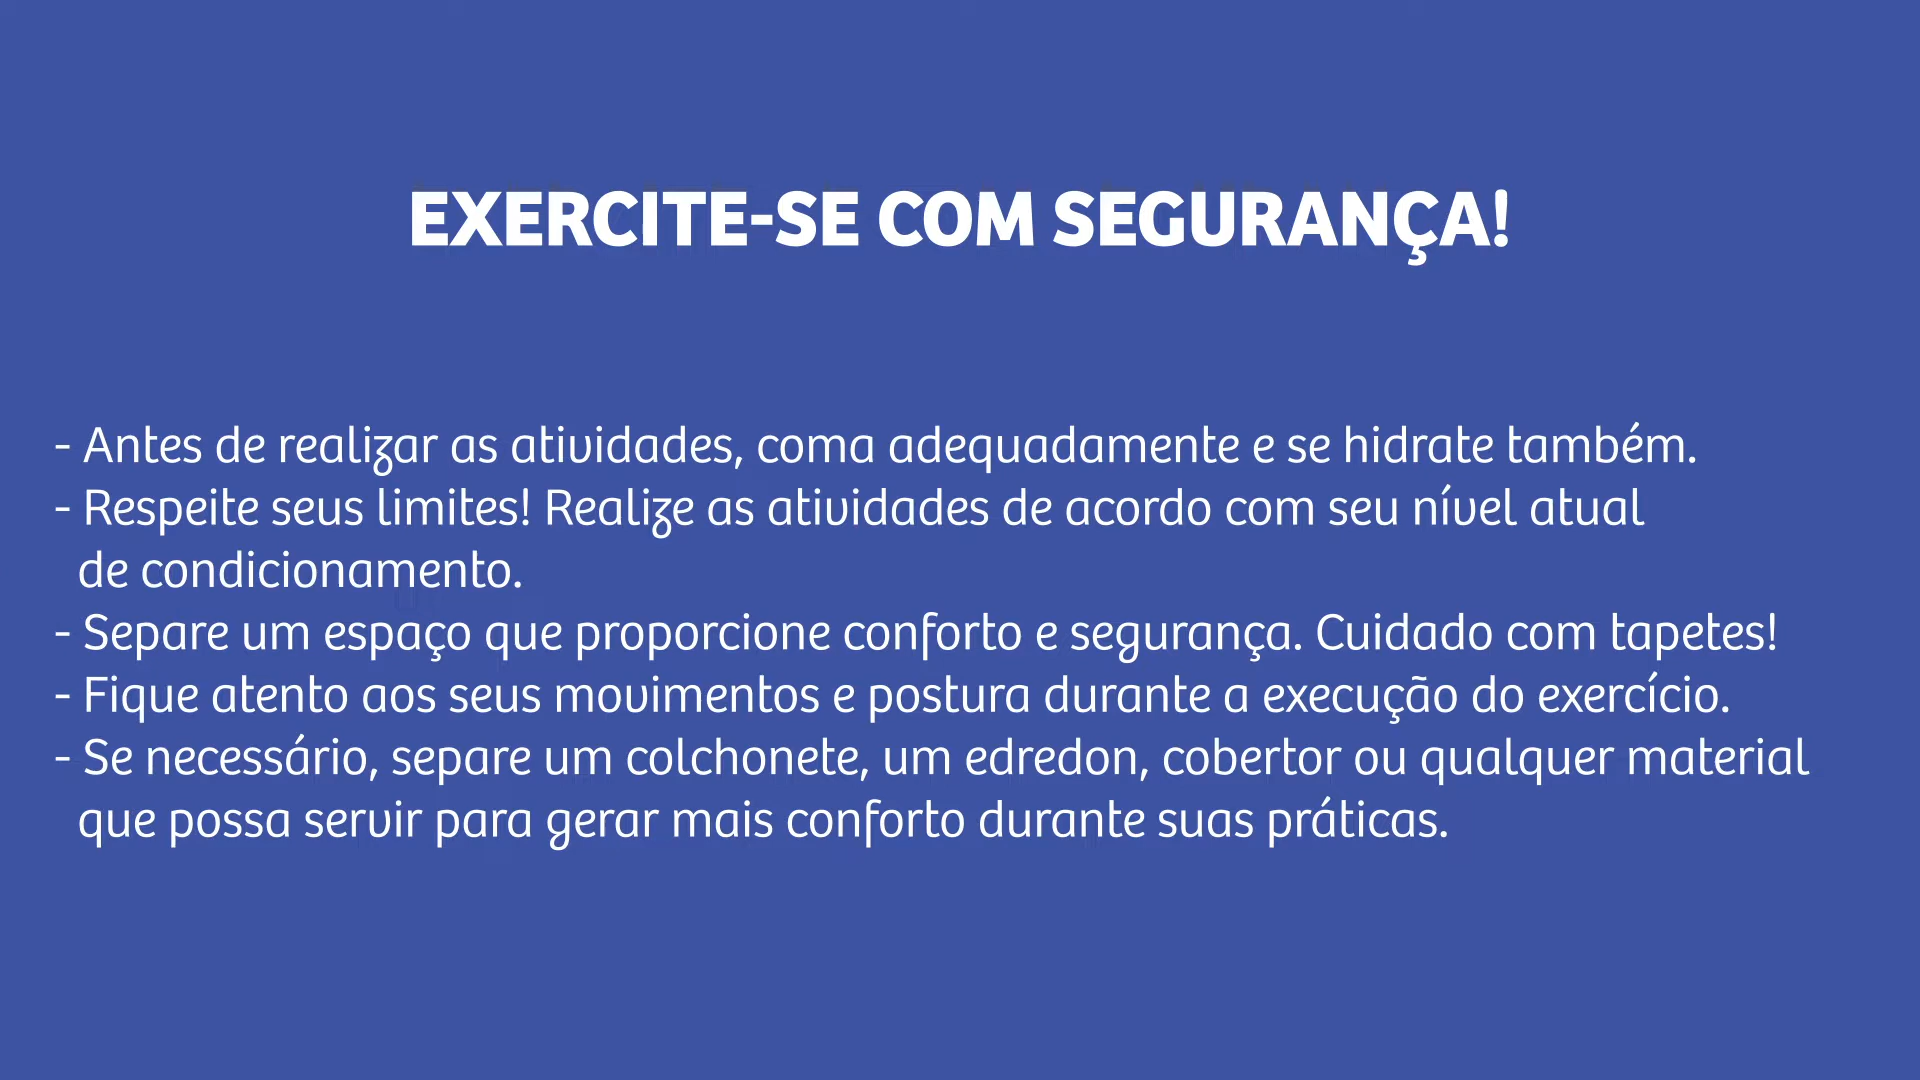 EXERCITE-SE COM SEGURANÇA!
- Antes de realizar as atividades, coma adequadamente e se hidrate também.
- Respeite seus limites! Realize as atividades de acordo com seu nível atual
de condicionamento.
- Separe um espaço que proporcione conforto e segurança. Cuidado com tapetes!
- Fique atento aos seus movimentos e postura durante a execução do exercício.
- Se necessário, separe um colchonete, um edredon, cobertor ou qualquer material
que possa servir para gerar mais conforto durante suas práticas.